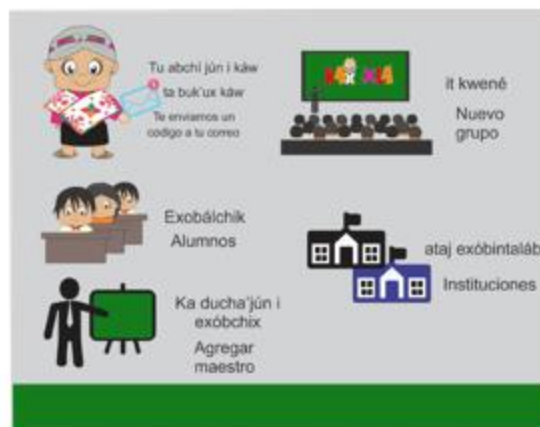 Tu abchí jún i káw
ta buk'ux káw
Te enviamos un
codigo a tu correo
it kwené
Nuevo
grupo
Exobálchik
Alumnos
ataj exóbintaláb
Instituciones
Ka ducha'jún i
exóbchix
Agregar
maestro